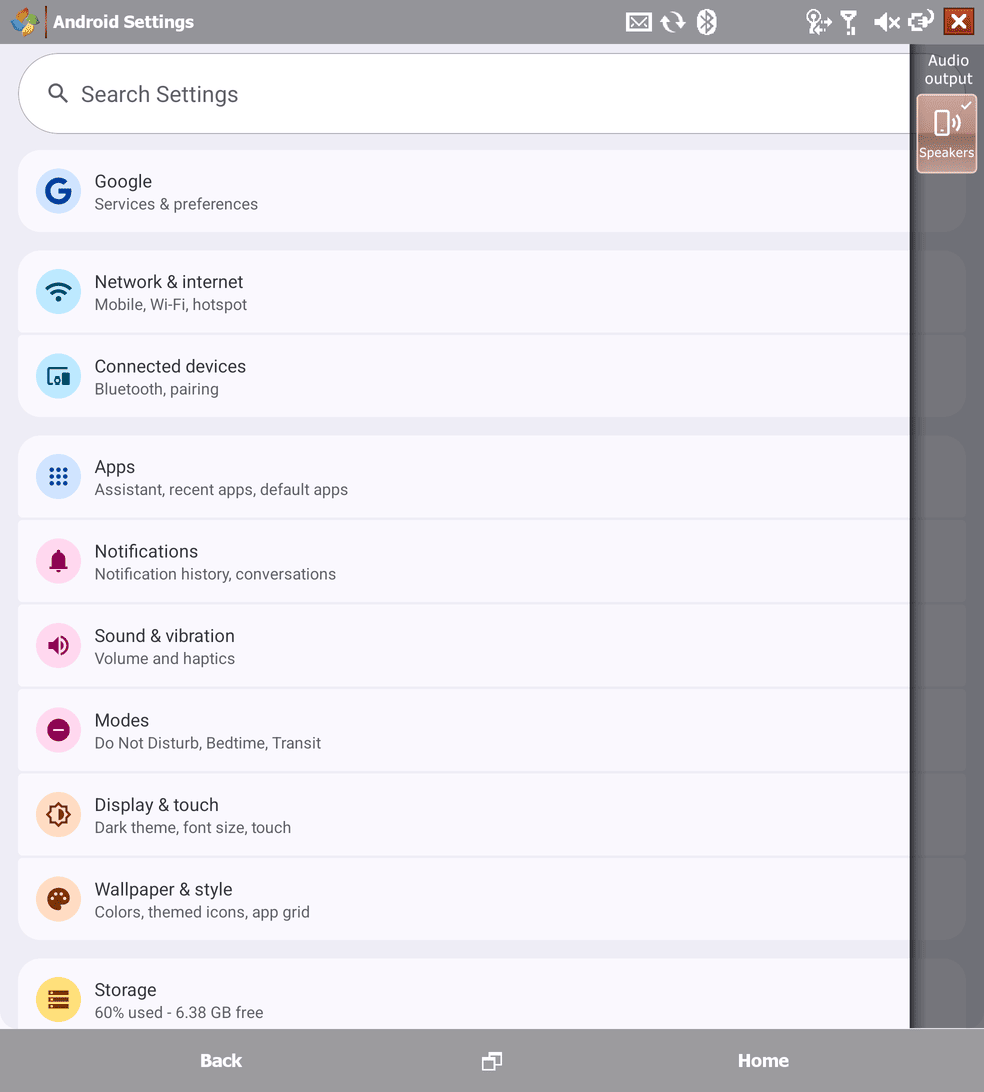 Android Settings
Audio
output
Speakers
Search Settings
Google
Services & preferences
Network & internet
Mobile, Wi-Fi, hotspot
Connected devices
Bluetooth, pairing
Apps
Assistant, recent apps, default apps
Notifications
Notification history, conversations
Sound & vibration
Volume and haptics
Modes
Do Not Disturb, Bedtime, Transit
Display & touch
Dark theme, font size, touch
Wallpaper & style
Colors, themed icons, app grid
Storage
60% used - 6.38 GB free
Back
Home